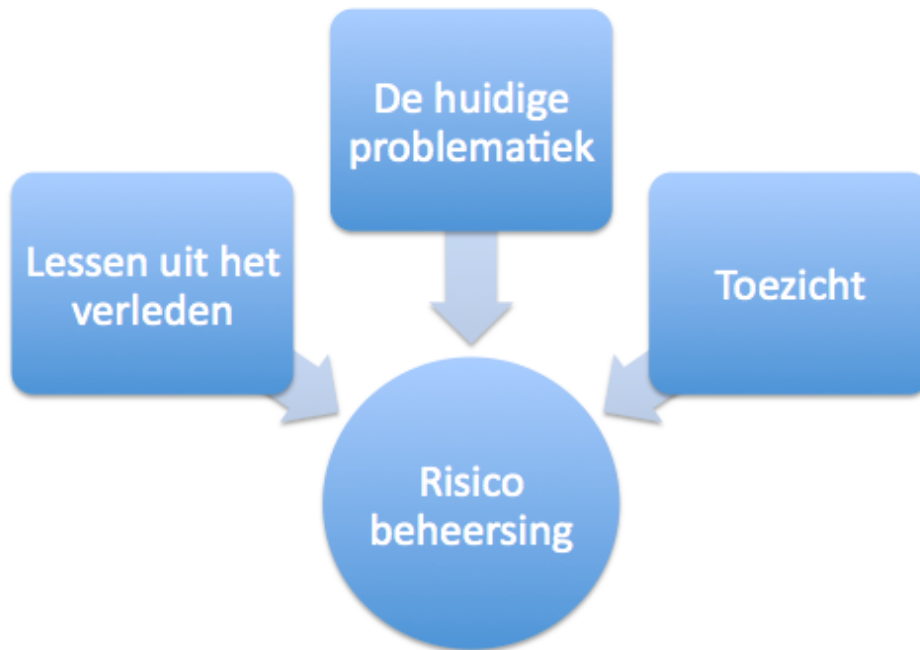 De huidige
problematiek
Lessen uit het
verleden
Toezicht
Risico
beheersing